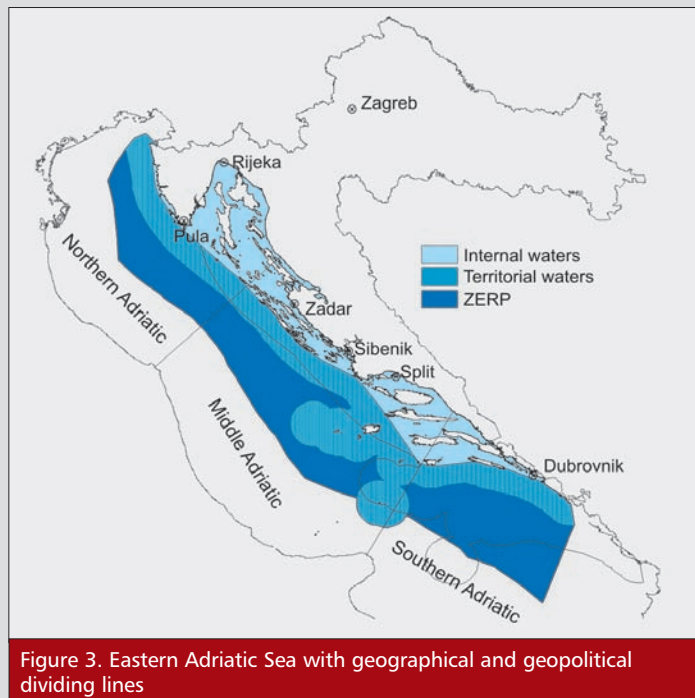 Zagreb
Rijeka
Pula
Northern Adriatic
Internal waters
Territorial waters
ZERP
Zadar
Sibenik
Split
Middle Adriatic
Dubrovnik
Southern Adriatic
Figure 3. Eastern Adriatic Sea with geographical and geopolitical
dividing lines